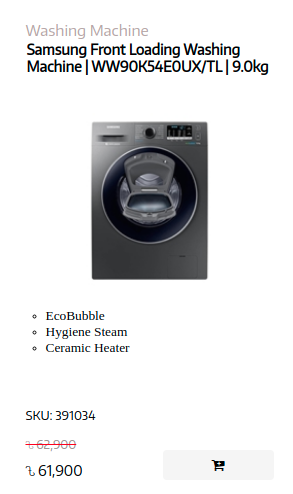 Washing Machine
Samsung Front Loading Washing
Machine | WW90K54E0UX/TL | 9.0kg
SAMSUNG
EcoBubble
Hygiene Steam
Ceramic Heater
SKU: 391034
৳ 62,900
৳ 61,900